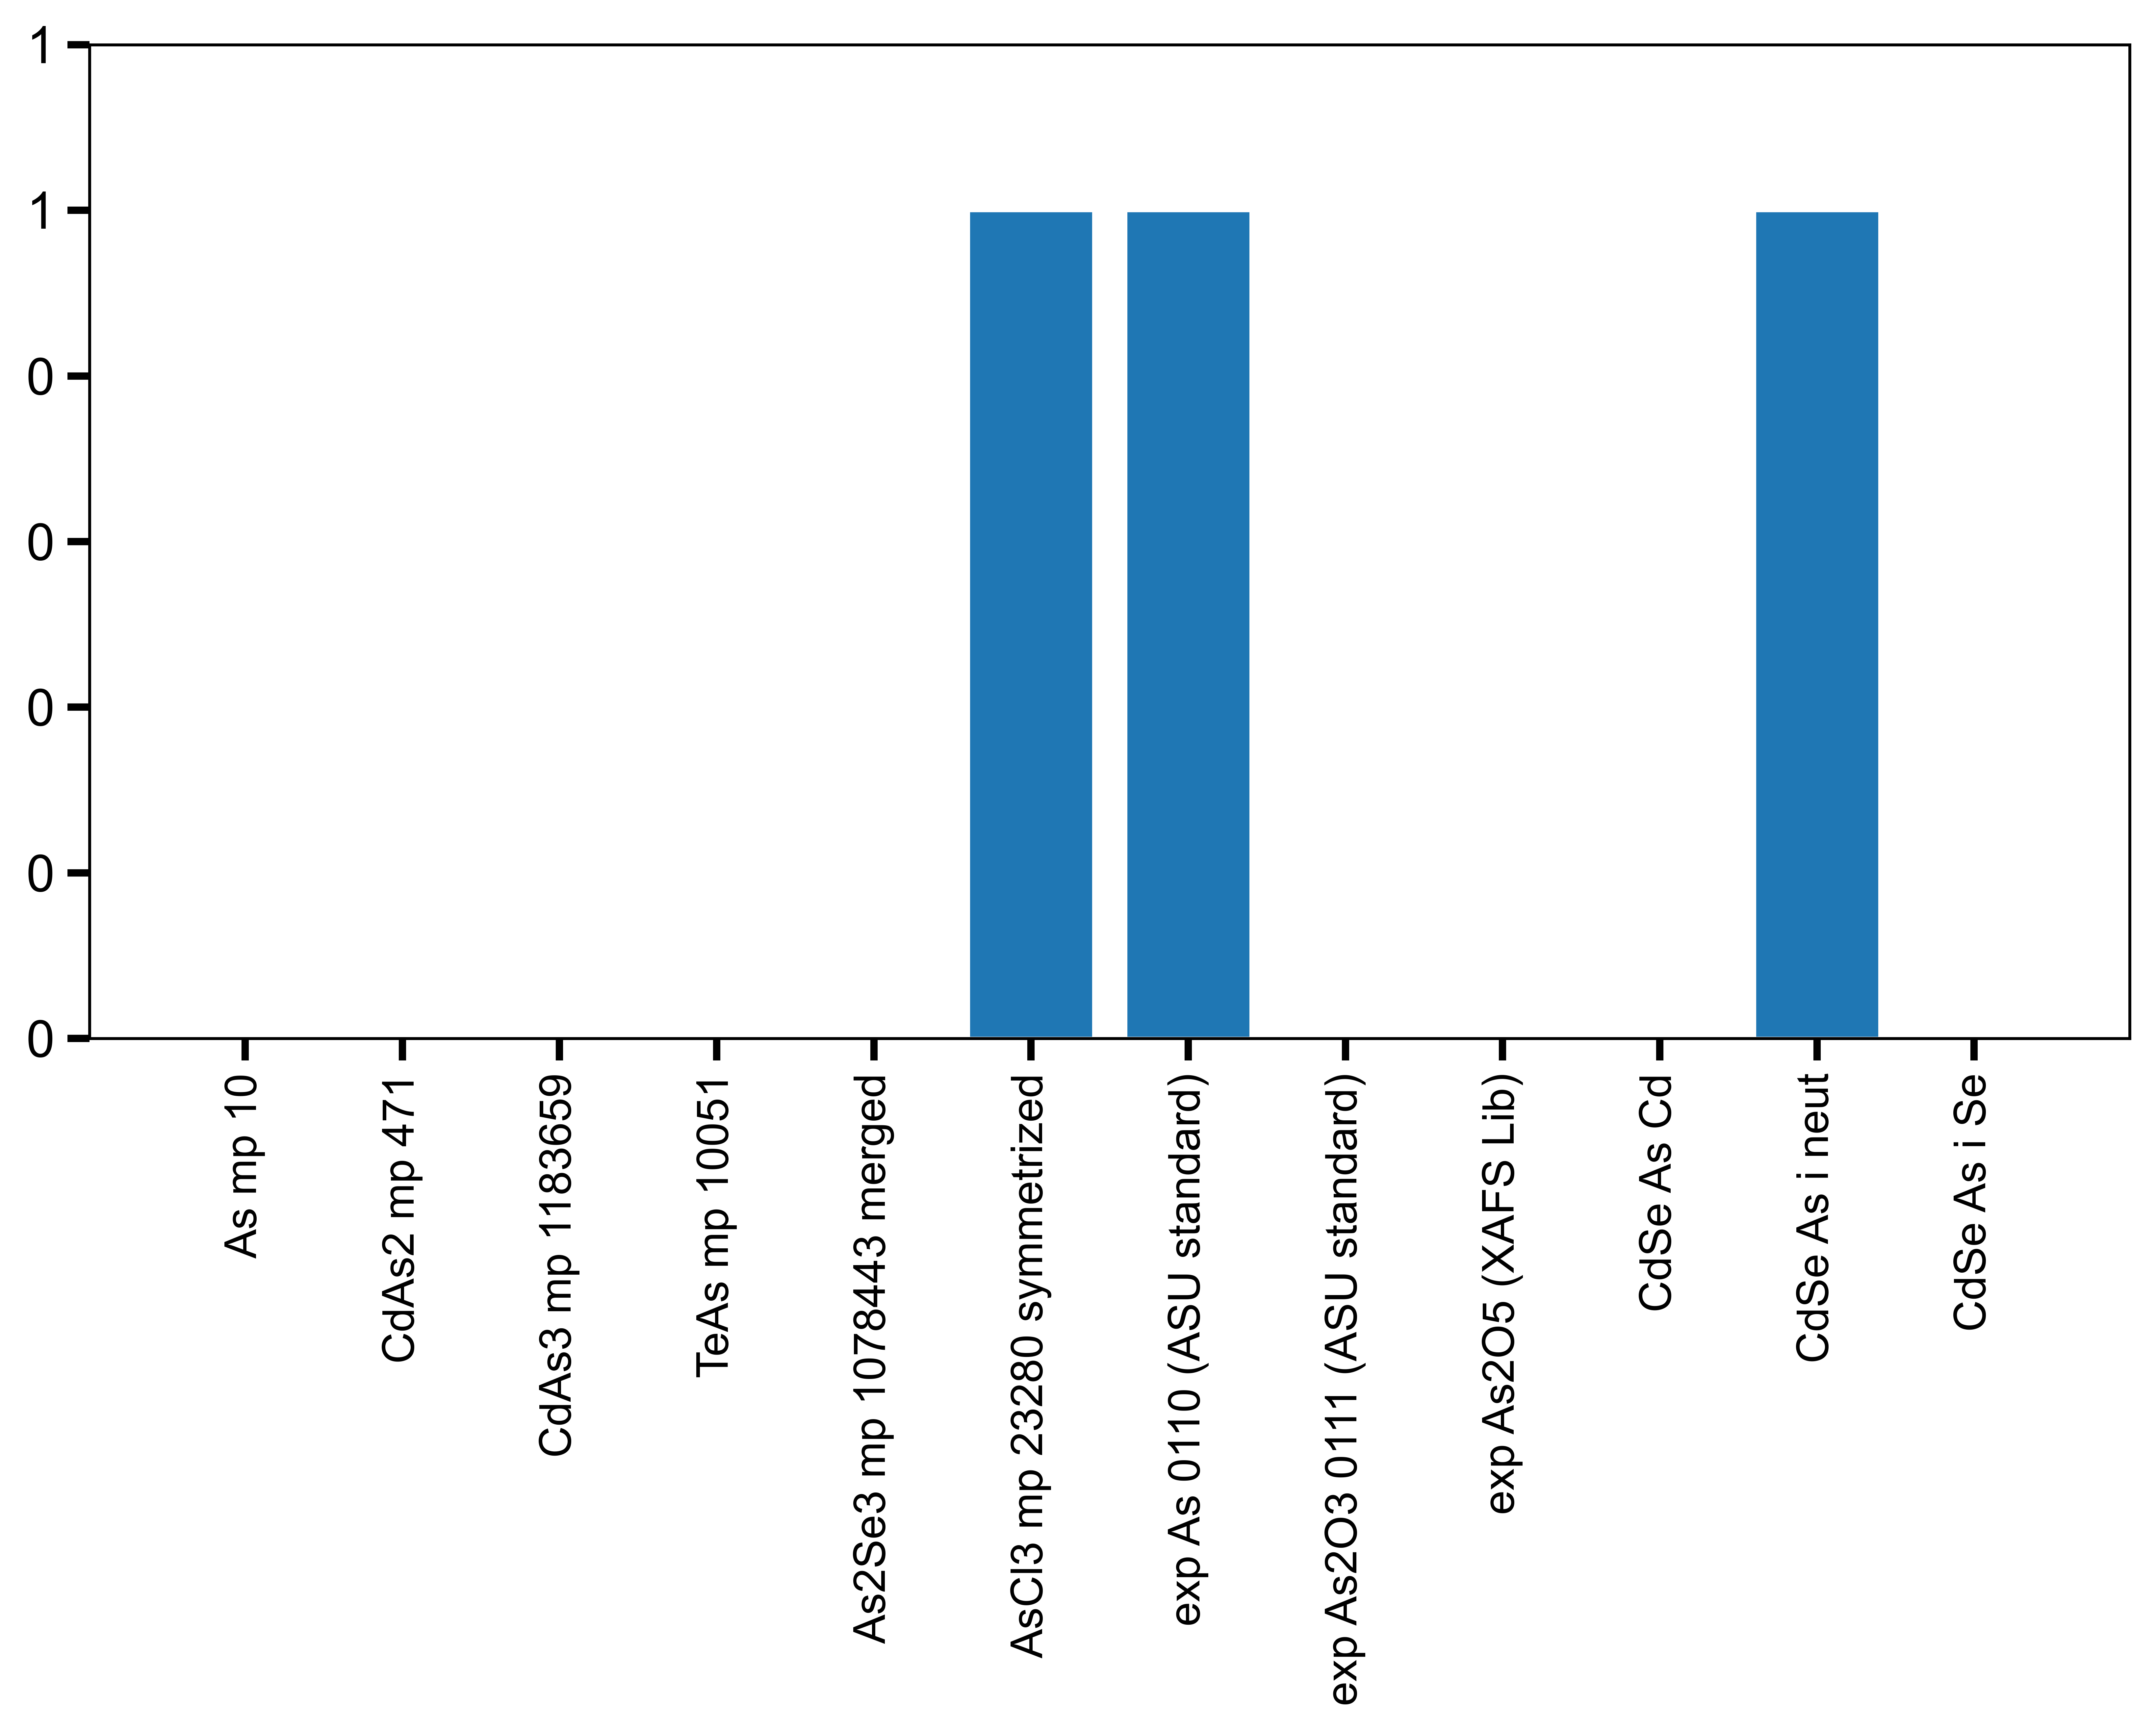 1
1
0
0
0
0
0
As mp 10
CdAs2 mp 471
CdAs3 mp 1183659
TeAs mp 10051
As2Se3 mp 1078443 merged
AsCl3 mp 23280 symmetrized
exp As 0110 (ASU standard)
exp As2O3 0111 (ASU standard)
exp As2O5 (XAFS Lib)
CdSe As Cd
CdSe As i neut
CdSe As i Se